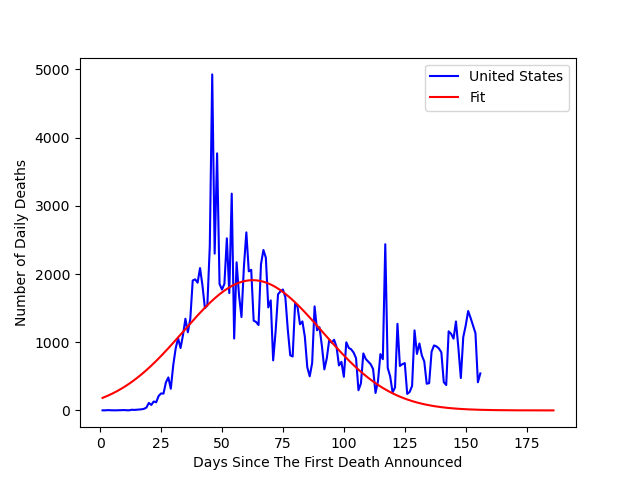 United States
Fit
5000
4000
3000
2000
1000
0
Number of Daily Deaths
0 25 50 75 100 125 150 175
Days Since The First Death Announced